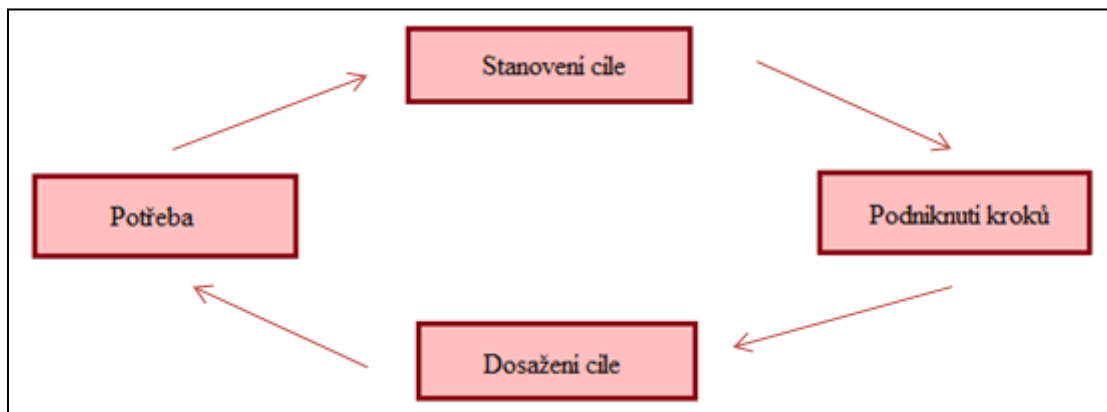 Stanovení cíle
Potřeba
Podniknutí kroků
Dosažení cíle